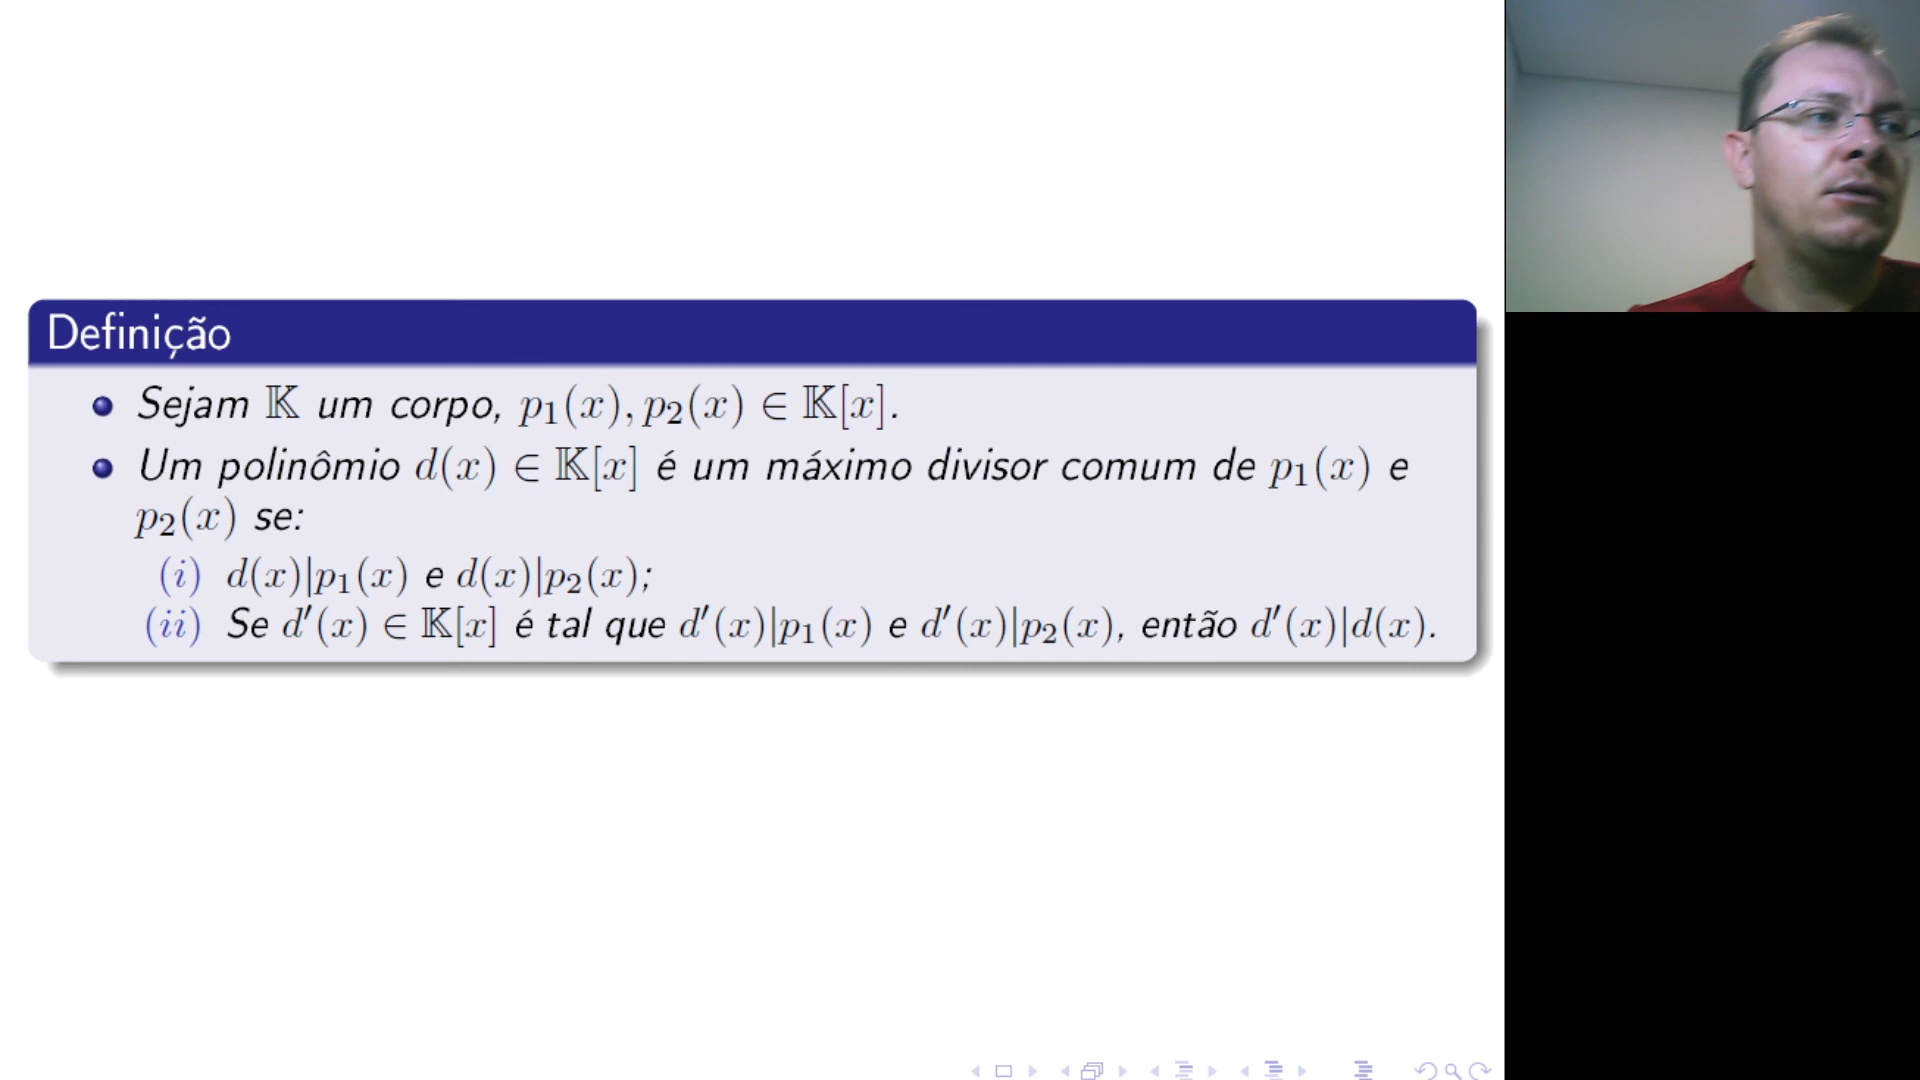 Definição
Sejam 𝕂 um corpo, p₁(x), p₂(x) ∈ 𝕂[x].
Um polinômio d(x) ∈ 𝕂[x] é um máximo divisor comum de p₁(x) e
p₂(x) se:
(i) d(x)|p₁(x) e d(x)|p₂(x);
(ii) Se d′(x) ∈ 𝕂[x] é tal que d′(x)|p₁(x) e d′(x)|p₂(x), então d′(x)|d(x).